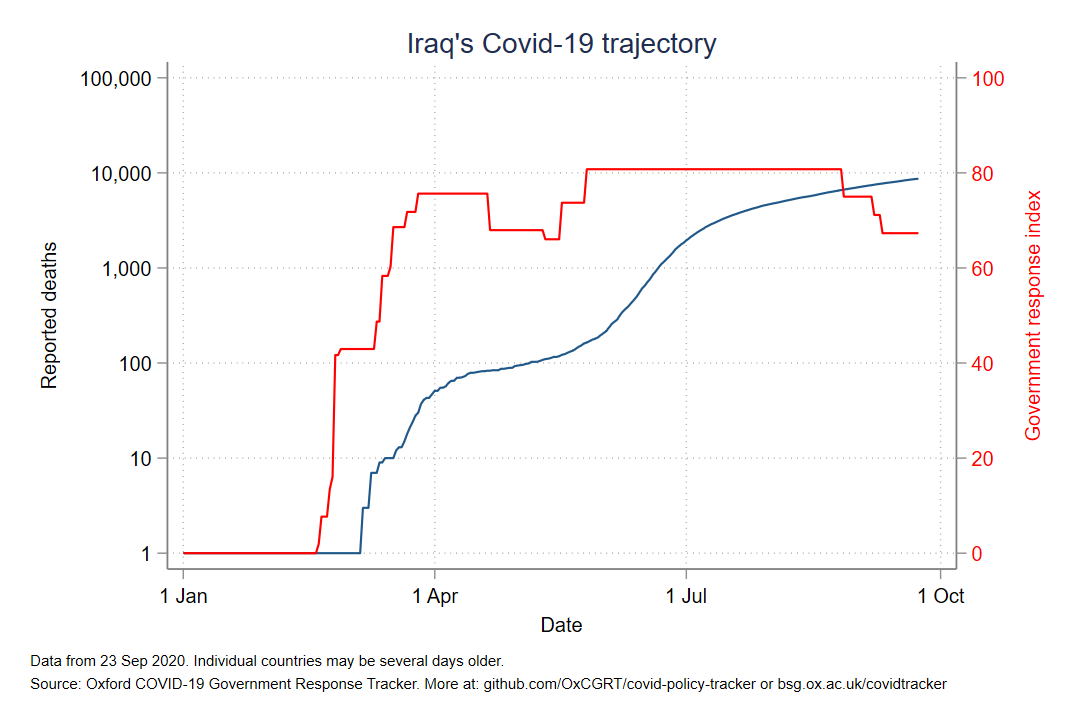 Iraq's Covid-19 trajectory
100,000
10,000
1,000
100
10
1
Reported deaths
100
80
60
40
20
0
Government response index
1 Jan
1 Apr
1 Jul
1 Oct
Date
Data from 23 Sep 2020. Individual countries may be several days older.
Source: Oxford COVID-19 Government Response Tracker. More at: github.com/OxCGRT/covid-policy-tracker or bsg.ox.ac.uk/covidtracker